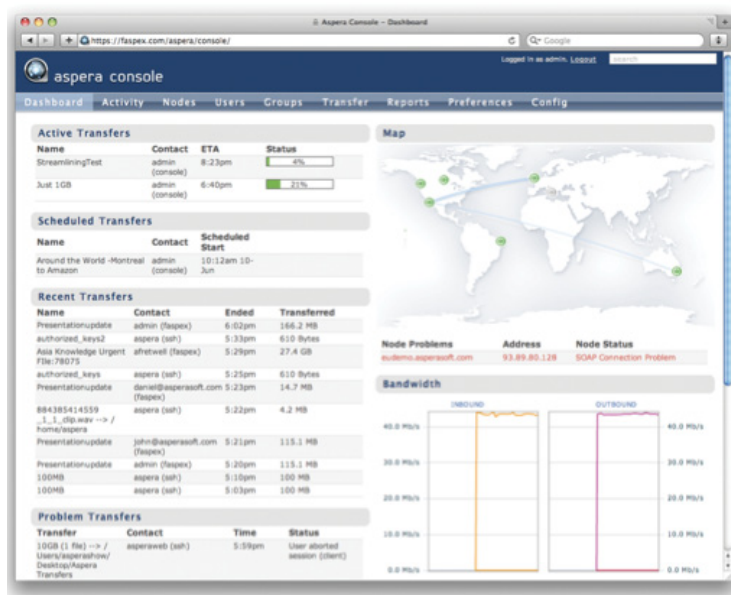 Aspera Console – Dashboard
https://faspex.com/aspera/console/
Google
Logged in as admin. Logout
search
aspera console
Dashboard Activity Nodes Users Groups Transfer Reports Preferences Config
Active Transfers
Name Contact ETA Status
StreamliningTest admin 8:23pm 4%
(console)
Just 1GB admin 6:40pm 21%
(console)
Scheduled Transfers
Name Contact Scheduled
Start
Around the World -Montreal admin 10:12am 10-
to Amazon (console) Jun
Recent Transfers
Name Contact Ended Transferred
Presentationupdate admin (faspex) 6:02pm 166.2 MB
authorized_keys2 aspera (ssh) 5:33pm 610 Bytes
Asia Knowledge Urgent afretwell (faspex) 5:29pm 27.4 GB
File:78075
authorized_keys aspera (ssh) 5:25pm 610 Bytes
Presentationupdate daniel@asperasoft.com 5:23pm 14.7 MB
(faspex)
884385414559 aspera (ssh) 5:22pm 4.2 MB
_1_1_clip.wav --> /
home/aspera
Presentationupdate john@asperasoft.com 5:21pm 115.1 MB
(faspex)
Presentationupdate admin (faspex) 5:20pm 115.1 MB
100MB aspera (ssh) 5:10pm 100 MB
100MB aspera (ssh) 5:03pm 100 MB
Problem Transfers
Transfer Contact Time Status
10GB (1 file) --> / asperaweb (ssh) 5:59pm User aborted
Users/asperashow/ session (client)
Desktop/Aspera
Transfers
Map
Node Problems Address Node Status
eudemo.asperasoft.com 93.89.80.128 SOAP Connection Problem
Bandwidth
INBOUND OUTBOUND
40.0 Mb/s 40.0 Mb/s
30.0 Mb/s 30.0 Mb/s
20.0 Mb/s 20.0 Mb/s
10.0 Mb/s 10.0 Mb/s
0.0 Mb/s 0.0 Mb/s